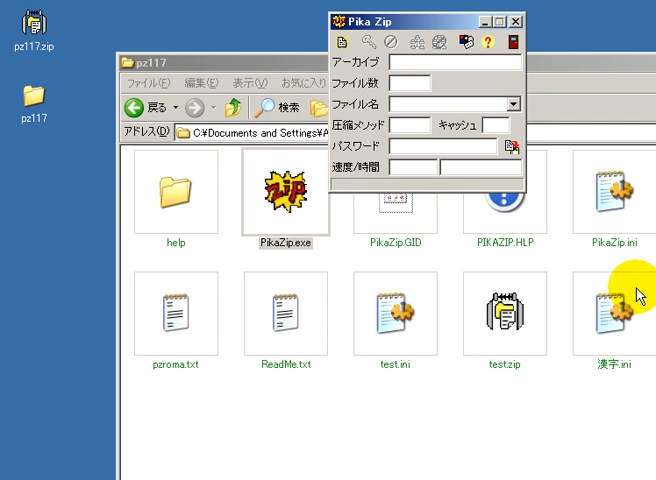 pz117.zip
pz117
pz117
ファイル(F) 編集(E) 表示(V) お気に入り
戻る 検索
アドレス(D) C:¥Documents and Settings¥A
Pika Zip
アーカイブ
ファイル数
ファイル名
圧縮メソッド キャッシュ
パスワード
速度/時間
zip
help PikaZip.exe PikaZip.GID PIKAZIP.HLP PikaZip.ini
pzroma.txt ReadMe.txt test.ini test.zip 漢字.ini